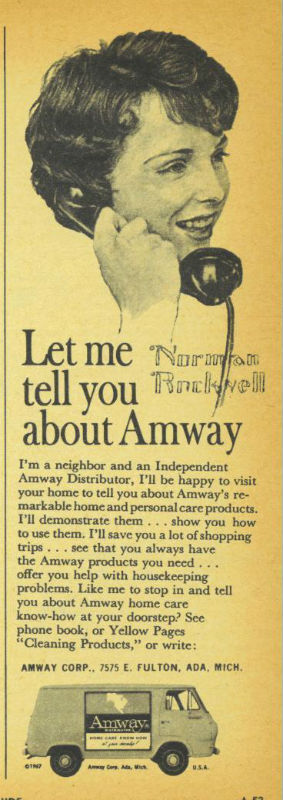 Let me
tell you
about Amway
Norman
Rockwell
I'm a neighbor and an Independent
Amway Distributor, I'll be happy to visit
your home to tell you about Amway's re-
markable home and personal care products.
I'll demonstrate them . . . show you how
to use them. I'll save you a lot of shopping
trips . . . see that you always have
the Amway products you need . . .
offer you help with housekeeping
problems. Like me to stop in and tell
you about Amway home care
know-how at your doorstep? See
phone book, or Yellow Pages
"Cleaning Products," or write:
AMWAY CORP., 7575 E. FULTON, ADA, MICH.
Amway
HOME CARE KNOW-HOW
at your doorstep!
©1967
Amway Corp. Ada, Mich.
U.S.A.